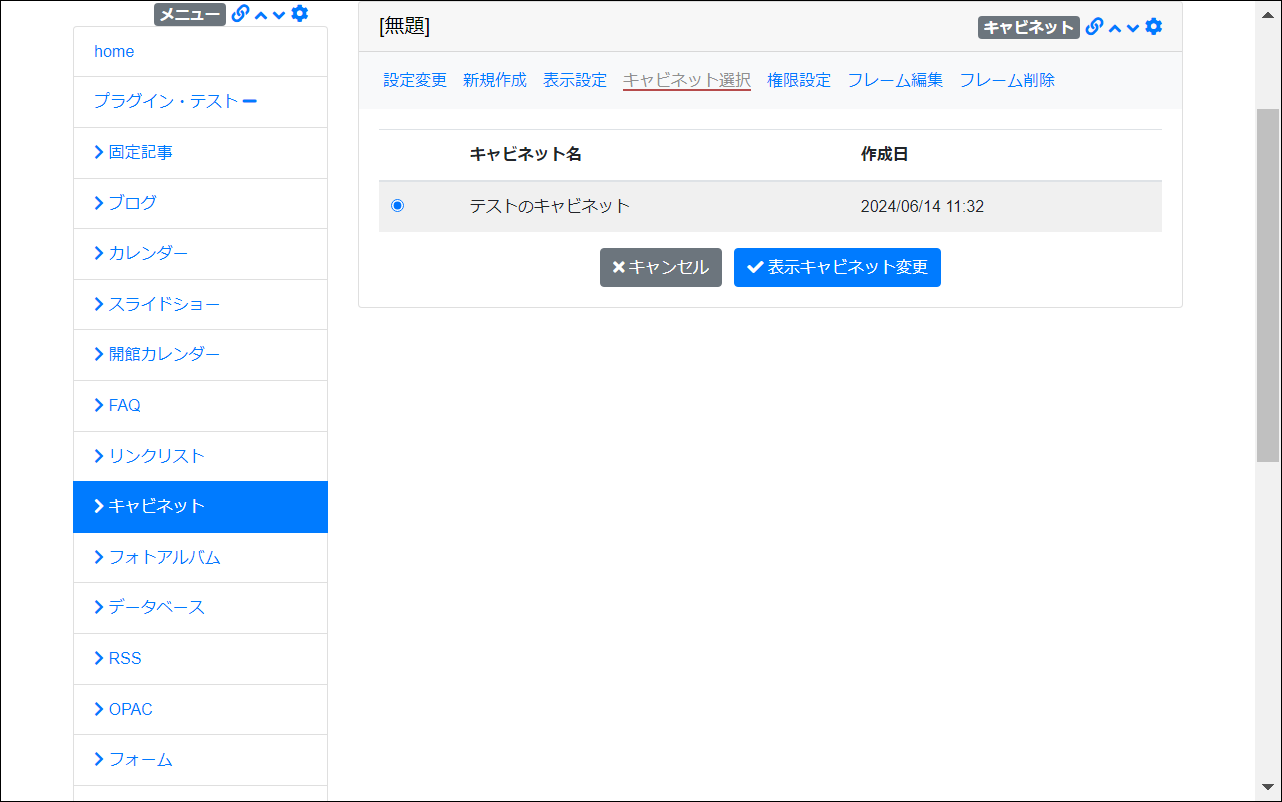 メニュー
home
プラグイン・テスト
固定記事
ブログ
カレンダー
スライドショー
開館カレンダー
FAQ
リンクリスト
キャビネット
フォトアルバム
データベース
RSS
OPAC
フォーム
[無題] キャビネット
設定変更 新規作成 表示設定 キャビネット選択 権限設定 フレーム編集 フレーム削除
キャビネット名 作成日
テストのキャビネット 2024/06/14 11:32
キャンセル 表示キャビネット変更